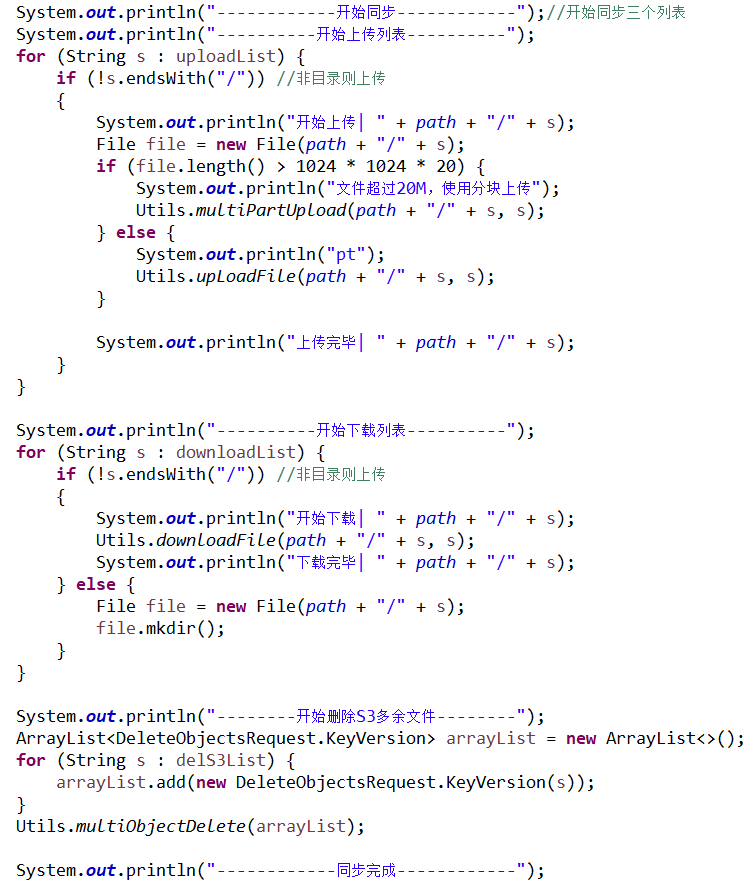 System.out.println("------------开始同步------------");//开始同步三个列表
System.out.println("----------开始上传列表----------");
for (String s : uploadList) {
    if (!s.endsWith("/")) //非目录则上传
    {
        System.out.println("开始上传| " + path + "/" + s);
        File file = new File(path + "/" + s);
        if (file.length() > 1024 * 1024 * 20) {
            System.out.println("文件超过20M，使用分块上传");
            Utils.multiPartUpload(path + "/" + s, s);
        } else {
            System.out.println("pt");
            Utils.upLoadFile(path + "/" + s, s);
        }

        System.out.println("上传完毕| " + path + "/" + s);
    }
}

System.out.println("----------开始下载列表----------");
for (String s : downloadList) {
    if (!s.endsWith("/")) //非目录则上传
    {
        System.out.println("开始下载| " + path + "/" + s);
        Utils.downloadFile(path + "/" + s, s);
        System.out.println("下载完毕| " + path + "/" + s);
    } else {
        File file = new File(path + "/" + s);
        file.mkdir();
    }
}

System.out.println("--------开始删除S3多余文件--------");
ArrayList<DeleteObjectsRequest.KeyVersion> arrayList = new ArrayList<>();
for (String s : delS3List) {
    arrayList.add(new DeleteObjectsRequest.KeyVersion(s));
}
Utils.multiObjectDelete(arrayList);

System.out.println("------------同步完成------------");